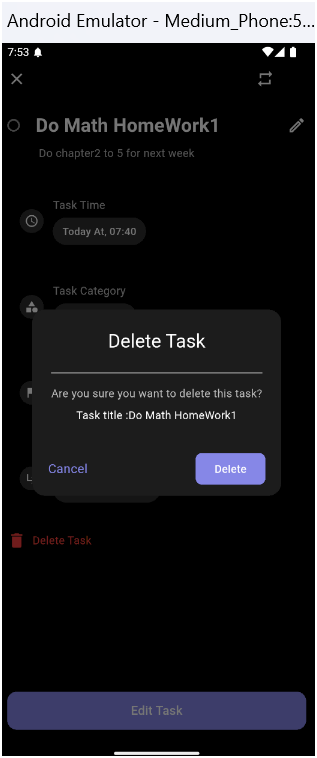 Android Emulator - Medium_Phone:5...
7:53
Do Math HomeWork1
Do chapter2 to 5 for next week
Task Time
Today At, 07:40
Task Category
Delete Task
Are you sure you want to delete this task?
Task title :Do Math HomeWork1
Cancel
Delete
Delete Task
Edit Task